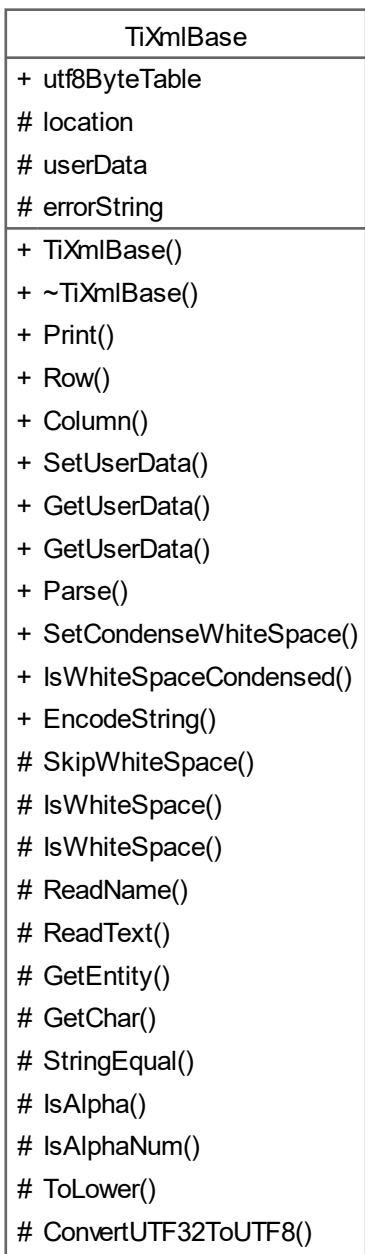 TiXmlBase
+ utf8ByteTable
# location
# userData
# errorString
+ TiXmlBase()
+ ~TiXmlBase()
+ Print()
+ Row()
+ Column()
+ SetUserData()
+ GetUserData()
+ GetUserData()
+ Parse()
+ SetCondenseWhiteSpace()
+ IsWhiteSpaceCondensed()
+ EncodeString()
# SkipWhiteSpace()
# IsWhiteSpace()
# IsWhiteSpace()
# ReadName()
# ReadText()
# GetEntity()
# GetChar()
# StringEqual()
# IsAlpha()
# IsAlphaNum()
# ToLower()
# ConvertUTF32ToUTF8()